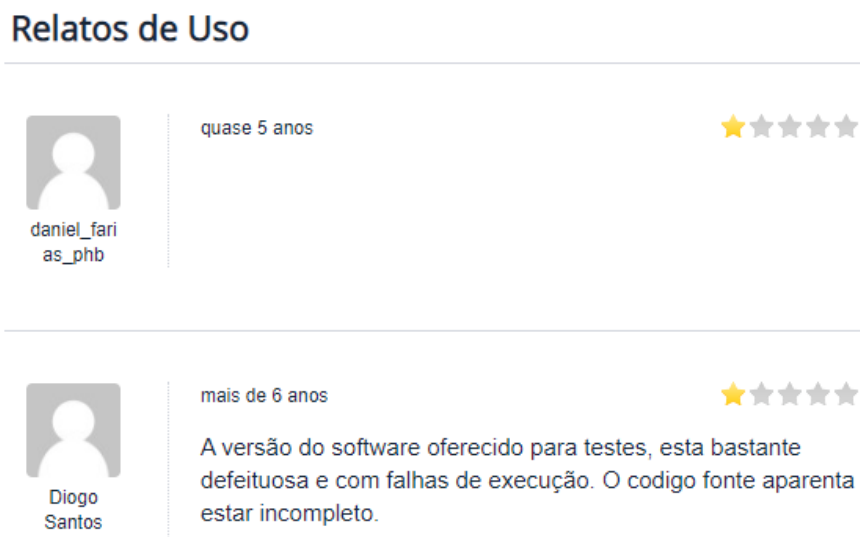 Relatos de Uso
quase 5 anos
daniel_fari
as_phb
mais de 6 anos
A versão do software oferecido para testes, esta bastante
defeituosa e com falhas de execução. O codigo fonte aparenta
estar incompleto.
Diogo
Santos